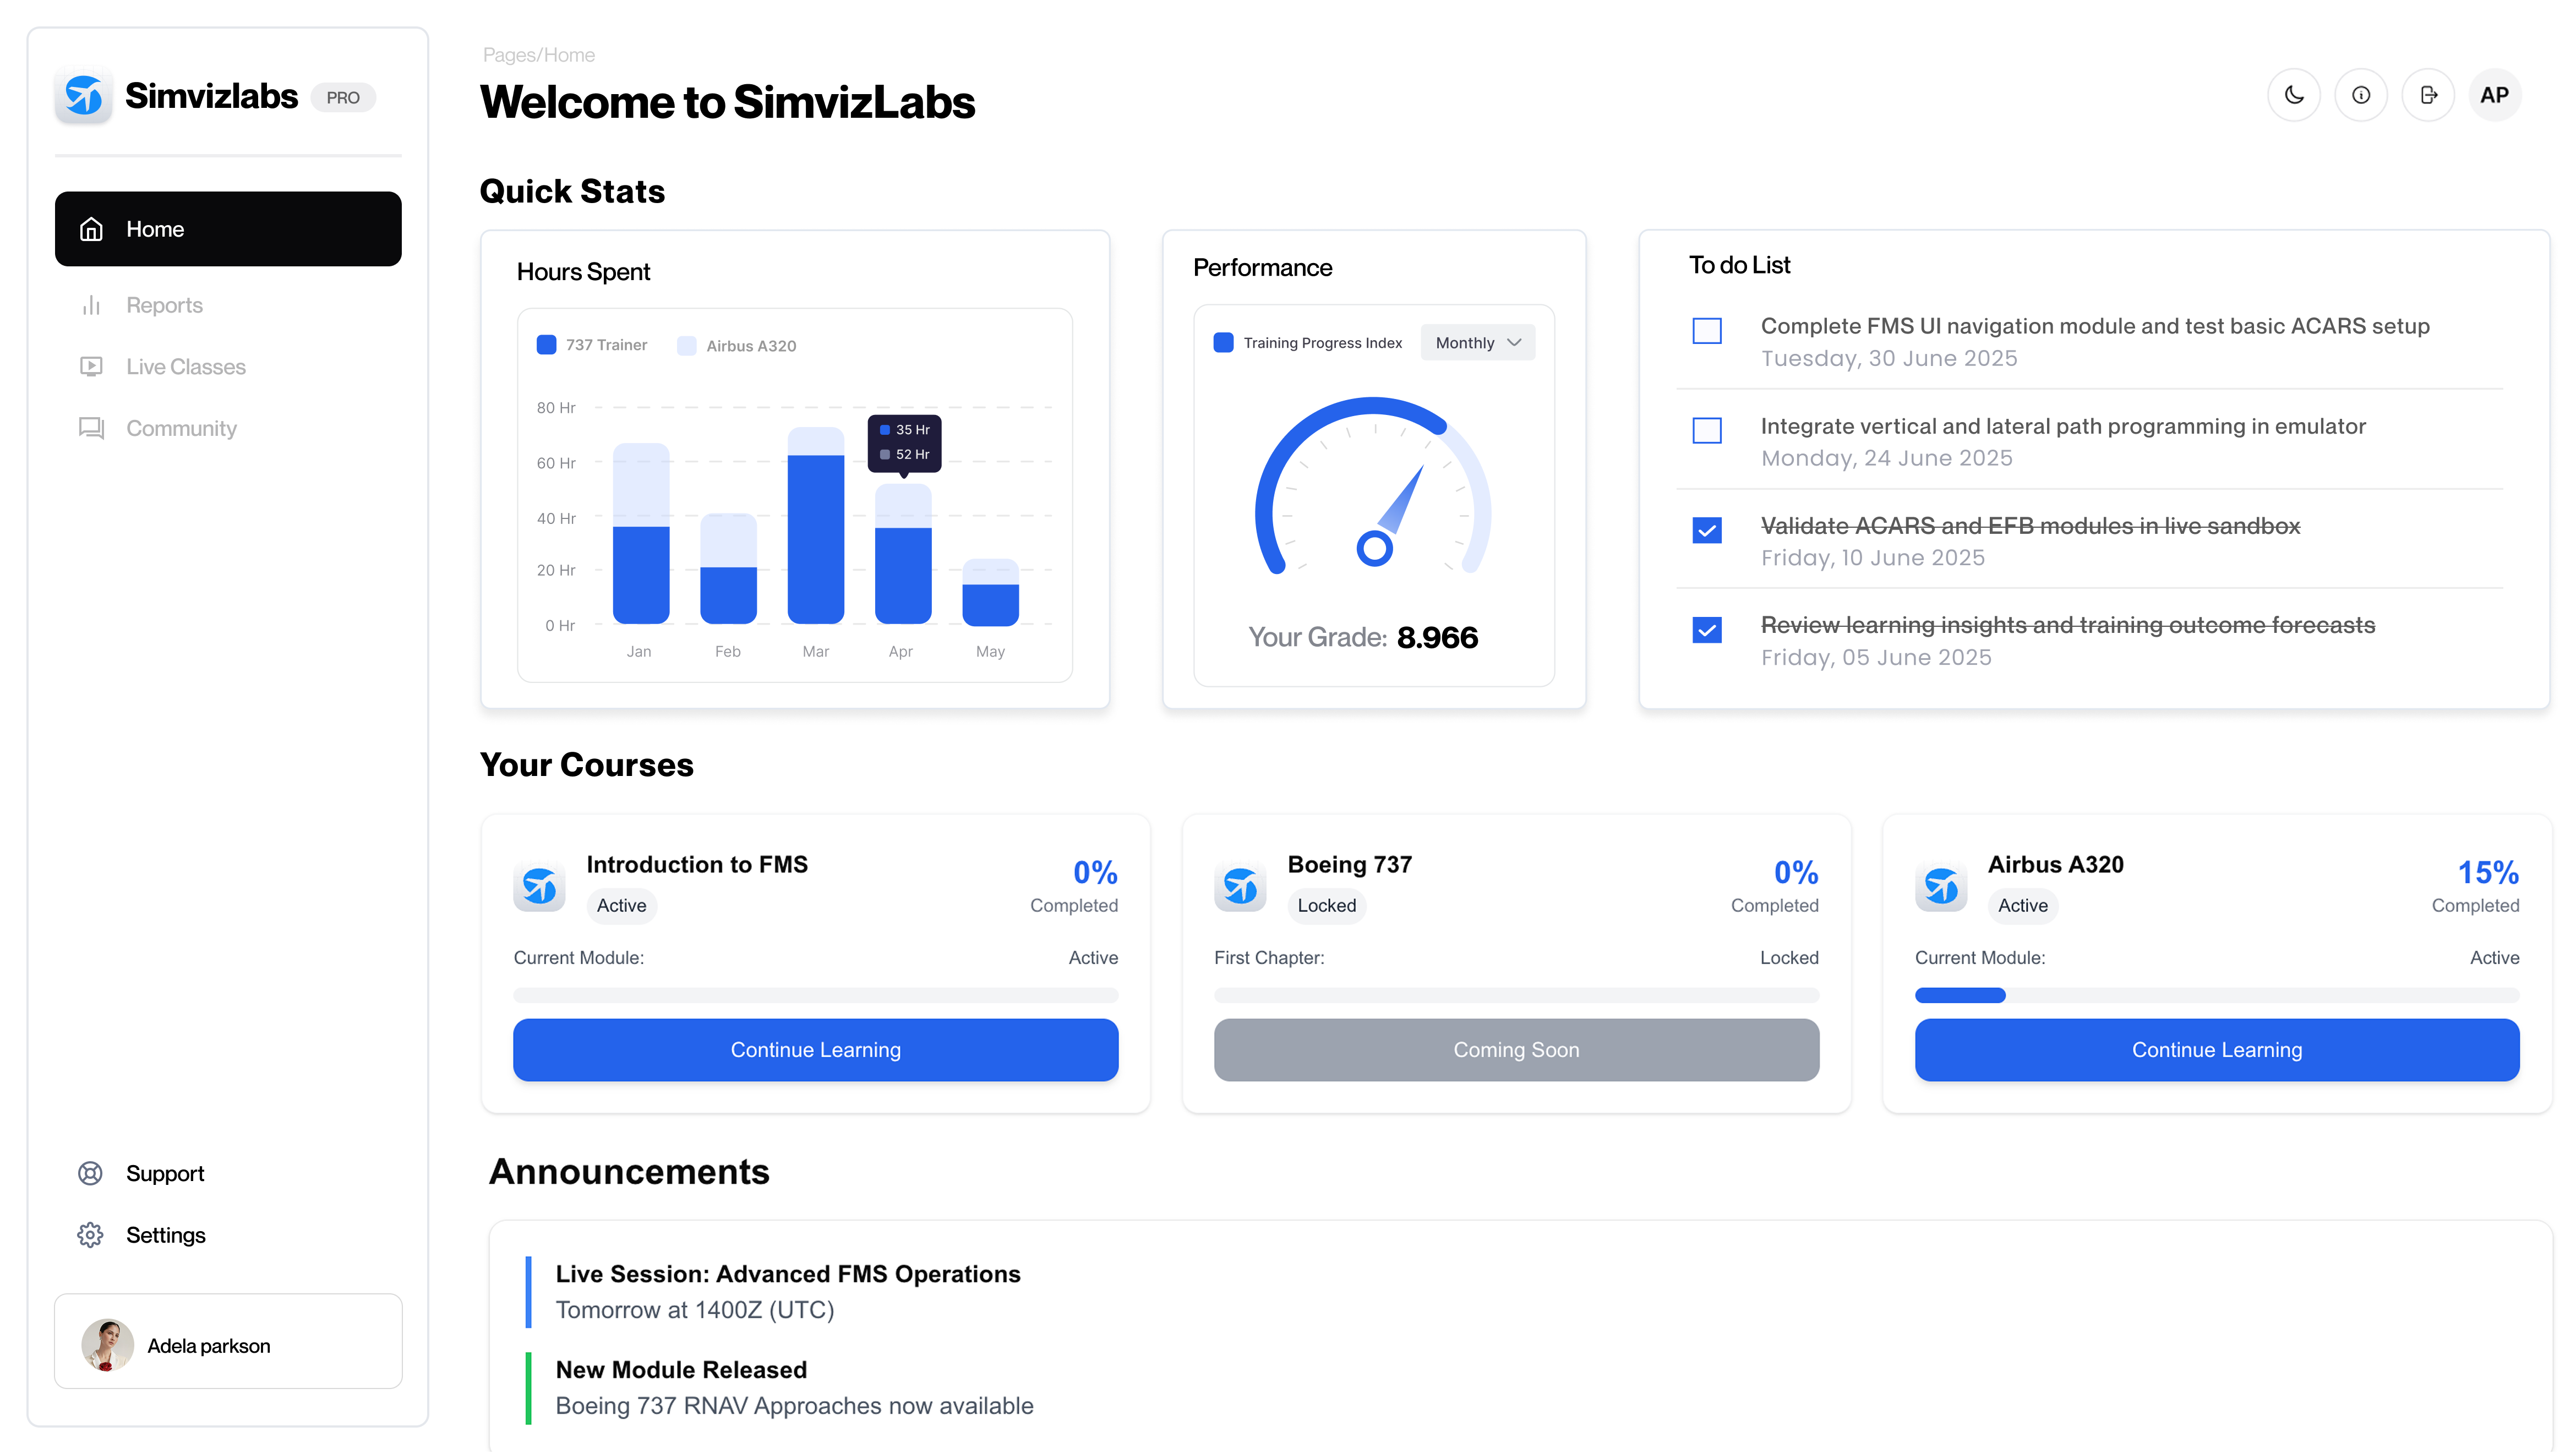 Simvizlabs PRO
Home
Reports
Live Classes
Community
Support
Settings
Adela parkson
Pages/Home
Welcome to SimvizLabs
AP
Quick Stats
Hours Spent
737 Trainer Airbus A320
80 Hr
60 Hr
40 Hr
20 Hr
0 Hr
35 Hr
52 Hr
Jan Feb Mar Apr May
Performance
Training Progress Index Monthly
Your Grade: 8.966
To do List
Complete FMS UI navigation module and test basic ACARS setup
Tuesday, 30 June 2025
Integrate vertical and lateral path programming in emulator
Monday, 24 June 2025
Validate ACARS and EFB modules in live sandbox
Friday, 10 June 2025
Review learning insights and training outcome forecasts
Friday, 05 June 2025
Your Courses
Introduction to FMS
Active
0%
Completed
Current Module: Active
Continue Learning
Boeing 737
Locked
0%
Completed
First Chapter: Locked
Coming Soon
Airbus A320
Active
15%
Completed
Current Module: Active
Continue Learning
Announcements
Live Session: Advanced FMS Operations
Tomorrow at 1400Z (UTC)
New Module Released
Boeing 737 RNAV Approaches now available